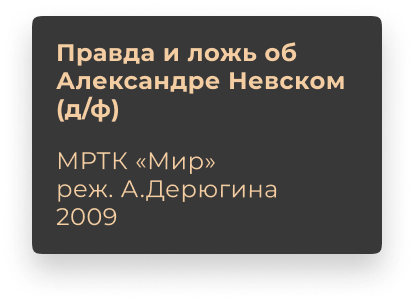 Правда и ложь об
Александре Невском
(д/ф)
МРТК «Мир»
реж. А.Дерюгина
2009